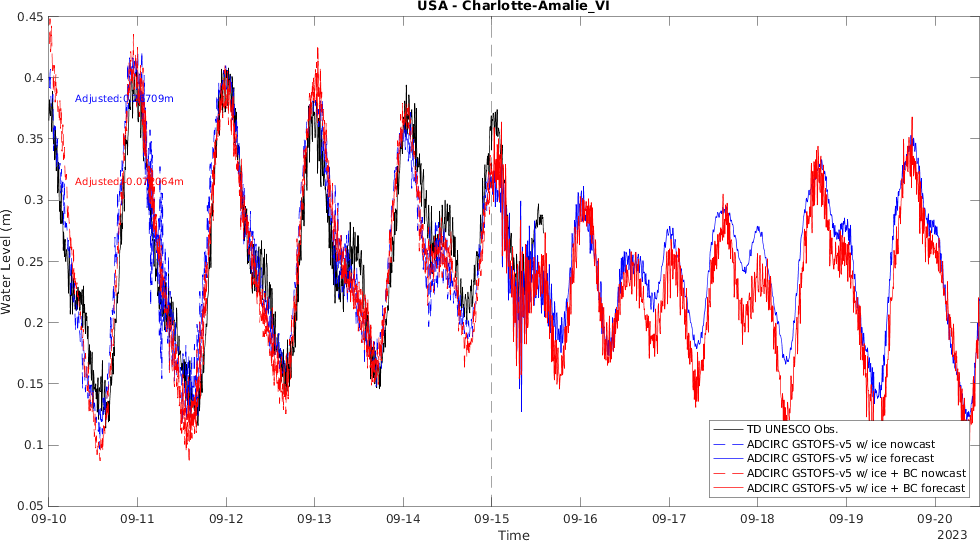 USA - Charlotte-Amalie_VI
Water Level (m)
0.45
0.4
0.35
0.3
0.25
0.2
0.15
0.1
0.05
TD UNESCO Obs.
ADCIRC GSTOFS-v5 w/ ice nowcast
ADCIRC GSTOFS-v5 w/ ice forecast
ADCIRC GSTOFS-v5 w/ ice + BC nowcast
ADCIRC GSTOFS-v5 w/ ice + BC forecast
09-10 09-11 09-12 09-13 09-14 09-15 09-16 09-17 09-18 09-19 09-20
Time
2023